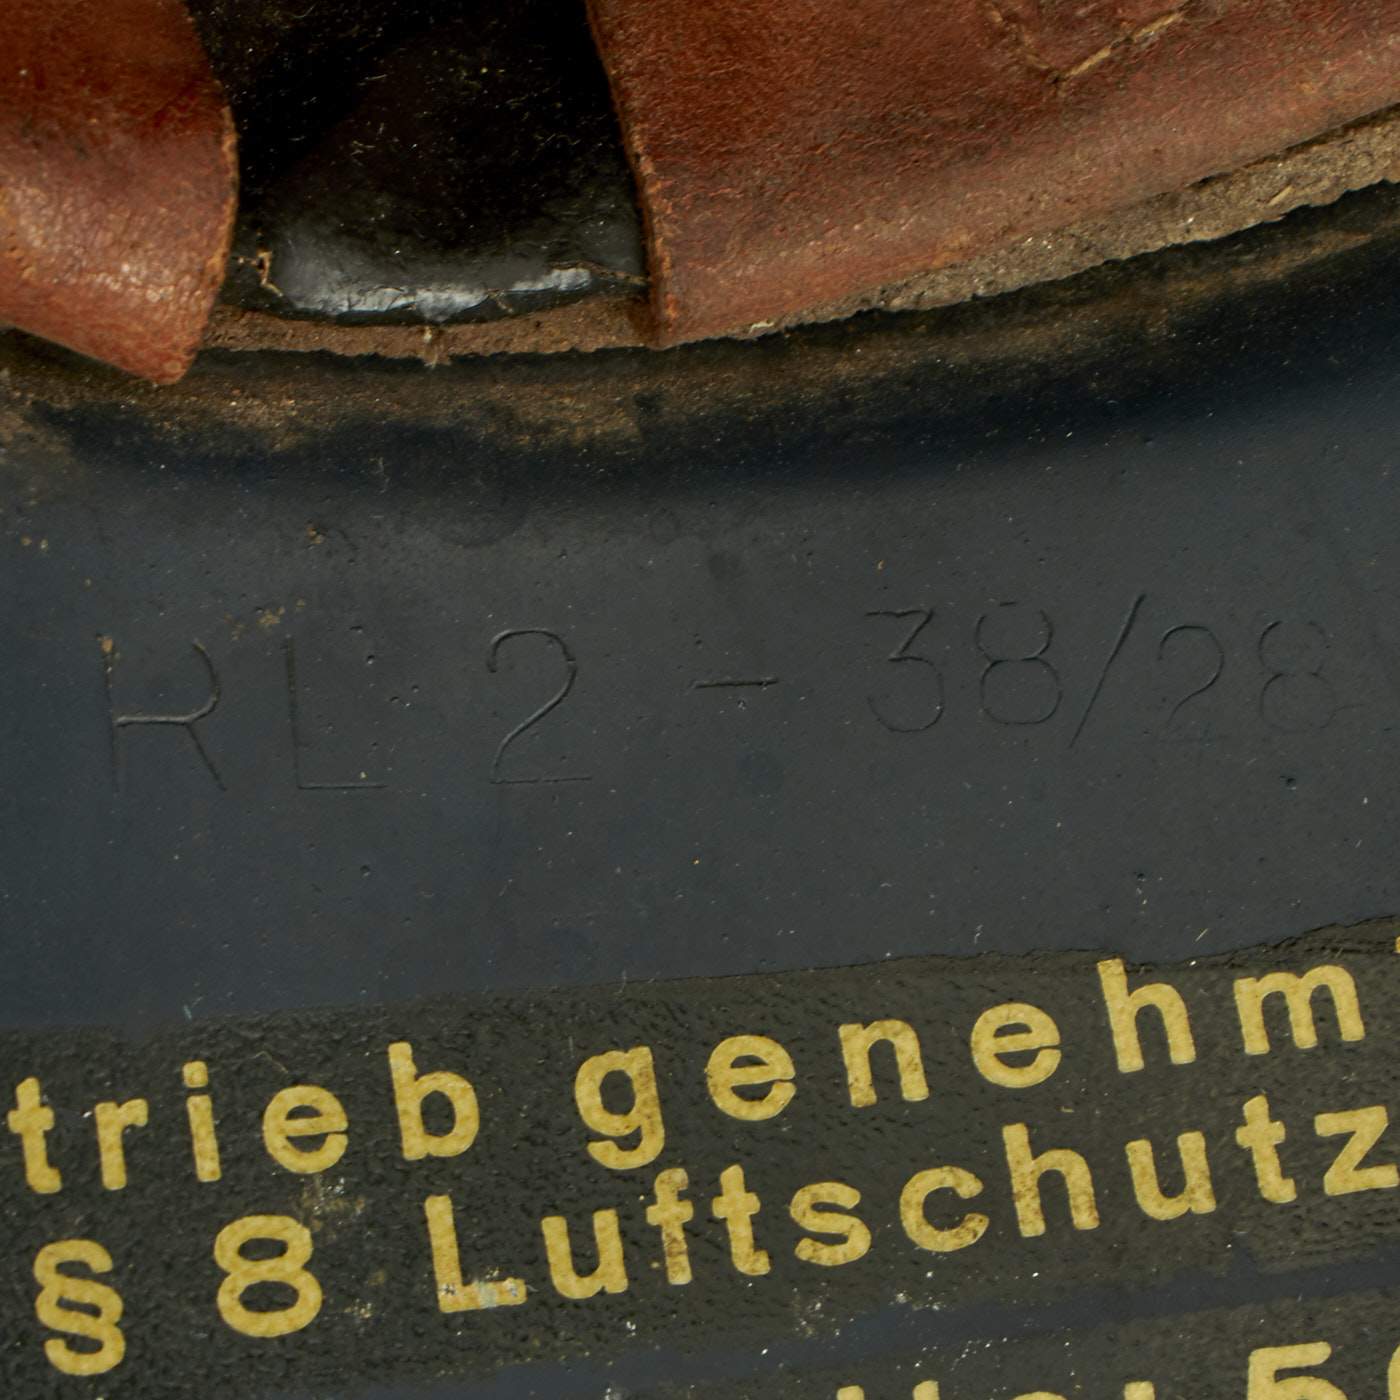 RL 2 - 38/28
trieb genehm
§ 8 Luftschutz